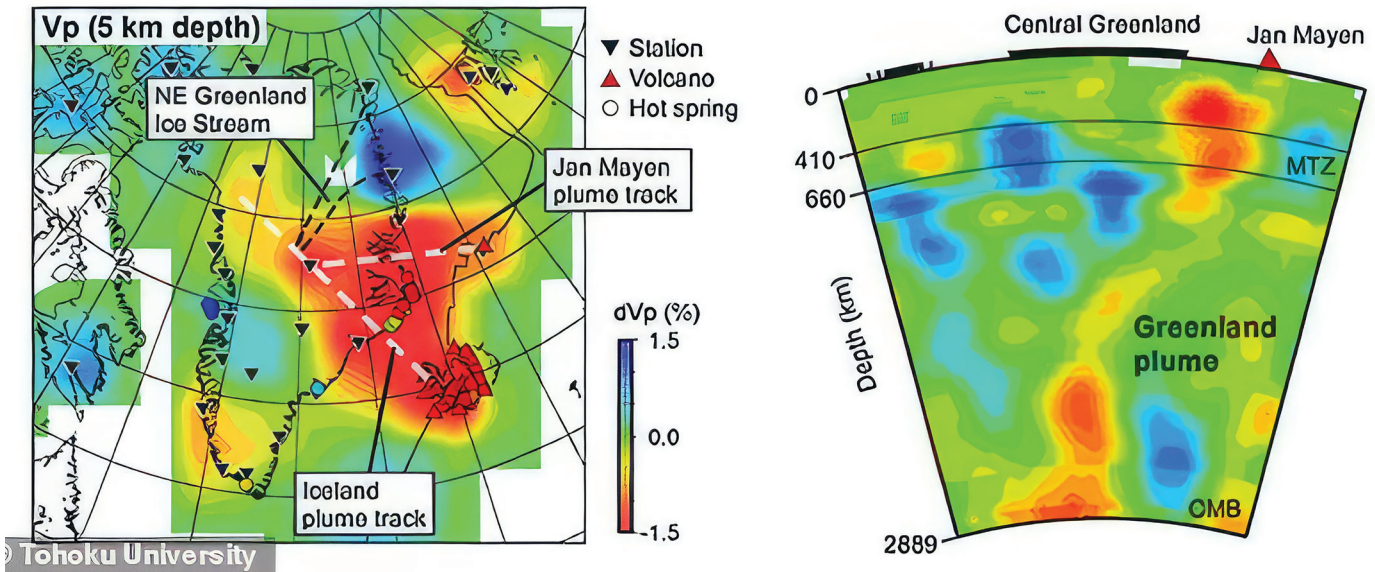 Vp (5 km depth)
NE Greenland
Ice Stream
Station
Volcano
Hot spring
Jan Mayen
plume track
dVp (%)
1.5
0.0
-1.5
Iceland
plume track
© Tohoku University
Central Greenland
Jan Mayen
0
410
660
MTZ
Depth (km)
Greenland
plume
CMB
2889